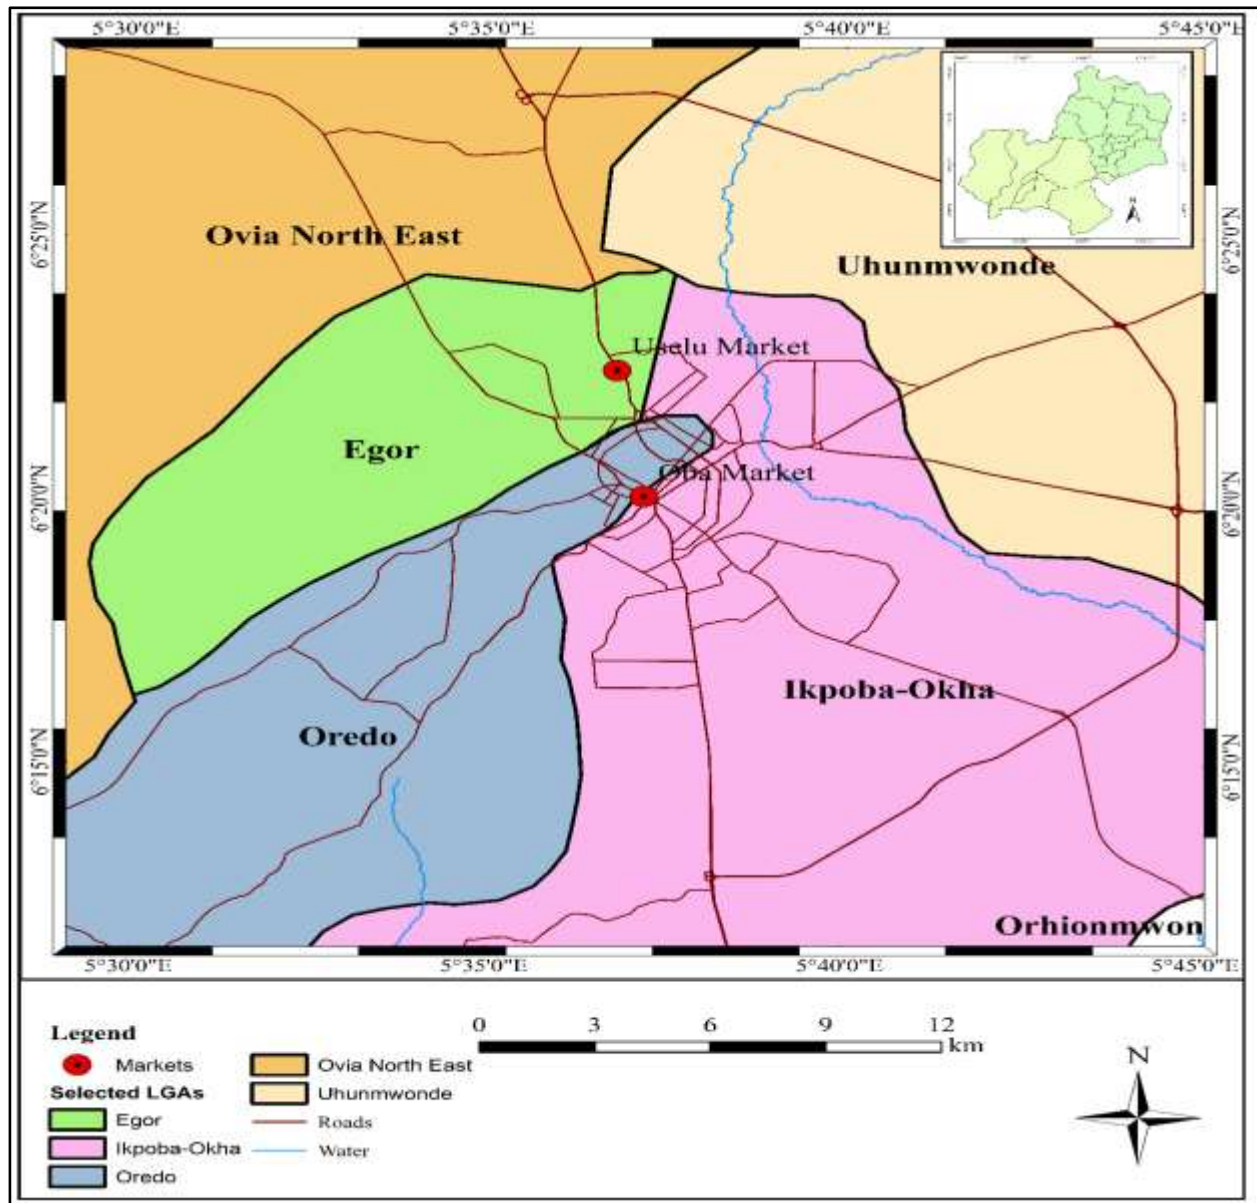 5°30'0"E 5°35'0"E 5°40'0"E 5°45'0"E
6°25'0"N
6°25'0"N
Ovia North East
Uhunmwonde
N
Uselu Market
Egor
Oba Market
6°20'0"N
6°20'0"N
Ikpoba-Okha
Oredo
6°15'0"N
6°15'0"N
Orhionmwon
5°30'0"E 5°35'0"E 5°40'0"E 5°45'0"E
Legend
Markets
Selected LGAs
Egor
Ikpoba-Okha
Oredo
Ovia North East
Uhunmwonde
Roads
Water
0 3 6 9 12
km
N